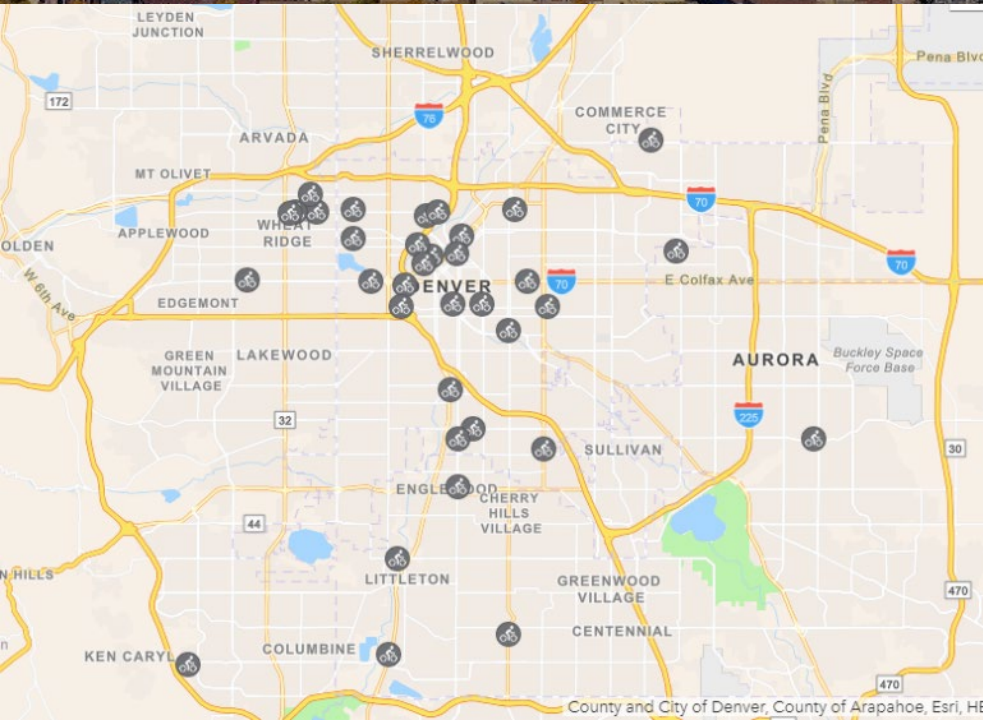 LEYDEN
JUNCTION
SHERRELWOOD
Pena Blvd
172
76
COMMERCE
CITY
Pena Blvd
ARVADA
MT OLIVET
70
WHEAT
RIDGE
APPLEWOOD
OLDEN
70
W 6th Ave
E Colfax Ave
70
DENVER
EDGEMONT
GREEN
MOUNTAIN
VILLAGE
LAKEWOOD
AURORA
Buckley Space
Force Base
32
225
SULLIVAN
30
ENGLEWOOD
CHERRY
HILLS
VILLAGE
44
N HILLS
LITTLETON
GREENWOOD
VILLAGE
470
CENTENNIAL
COLUMBINE
KEN CARYL
n
470
County and City of Denver, County of Arapahoe, Esri, HE